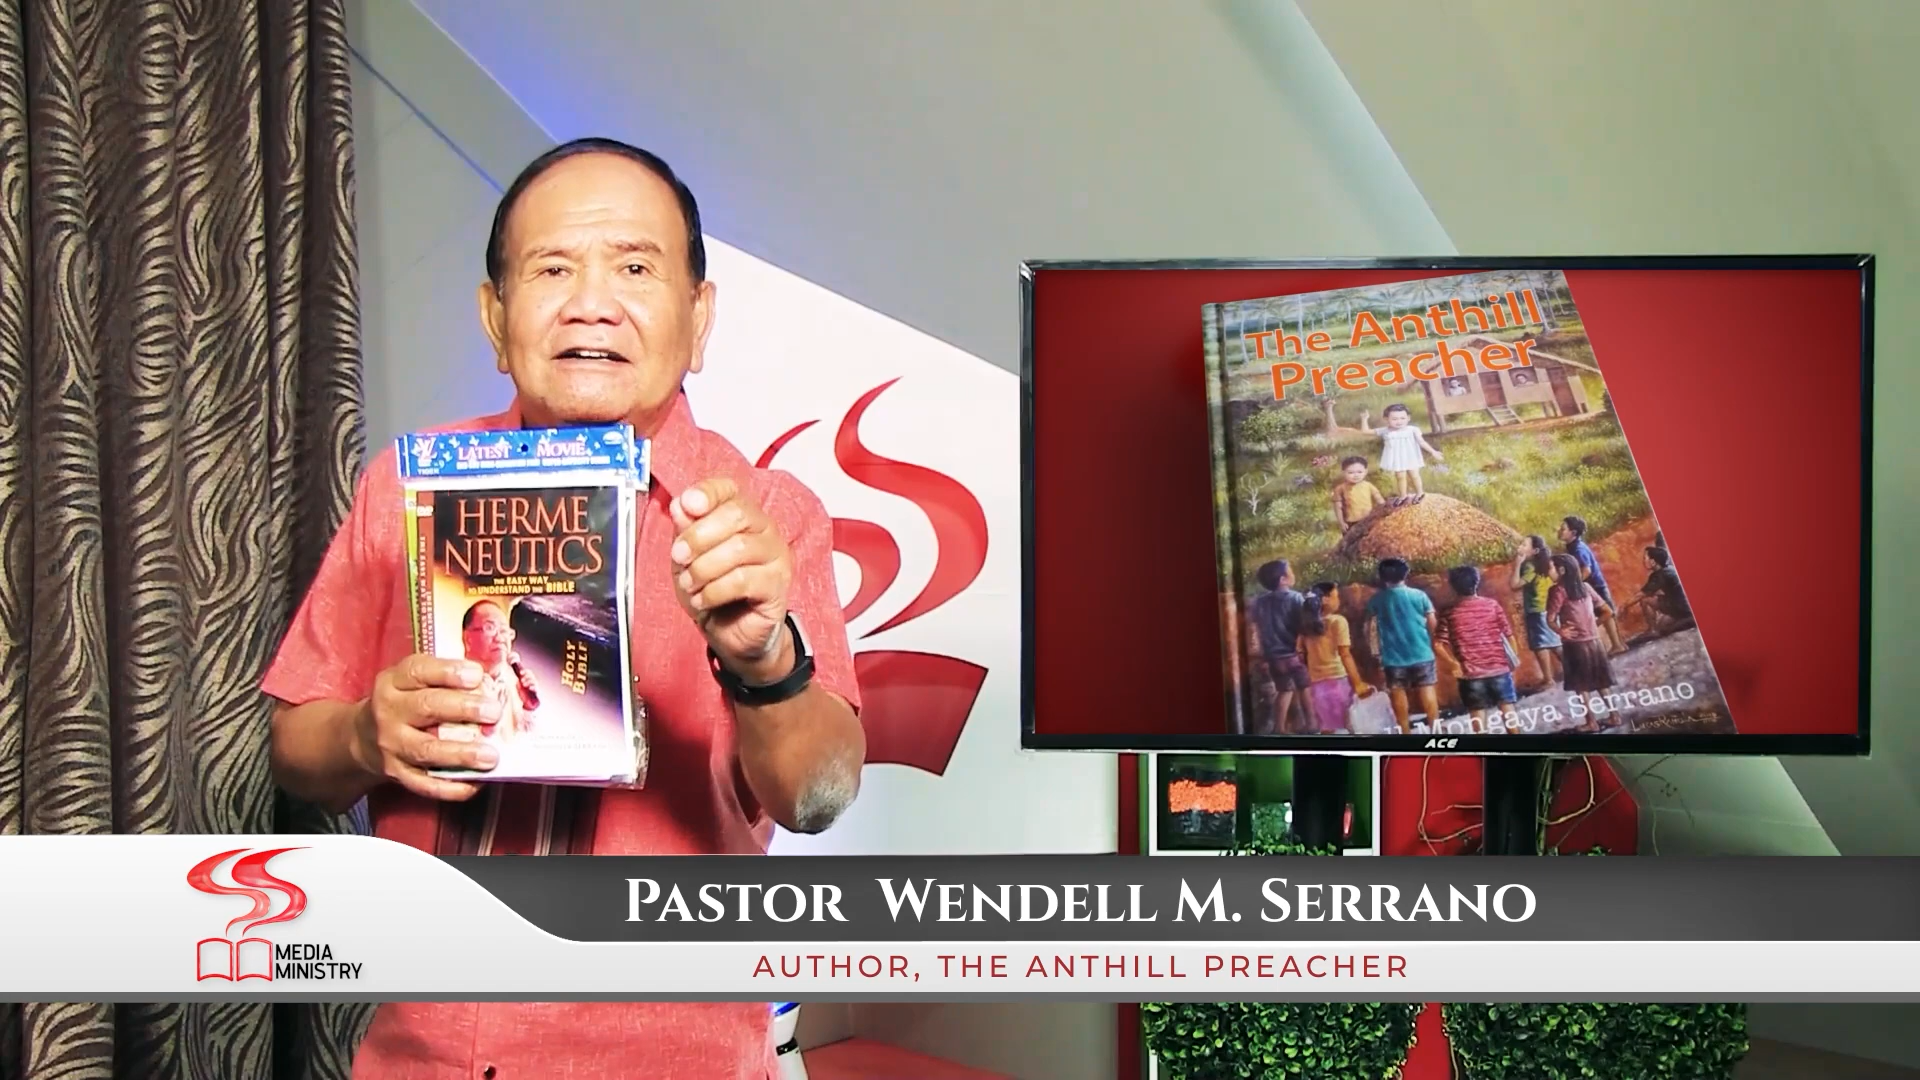 LATEST MOVIE
HERME
NEUTICS
THE EASY WAY
TO UNDERSTAND THE BIBLE
HOLY
BIBLE
The Anthill
Preacher
Mongaya Serrano
ACE
PASTOR WENDELL M. SERRANO
AUTHOR, THE ANTHILL PREACHER
MEDIA
MINISTRY